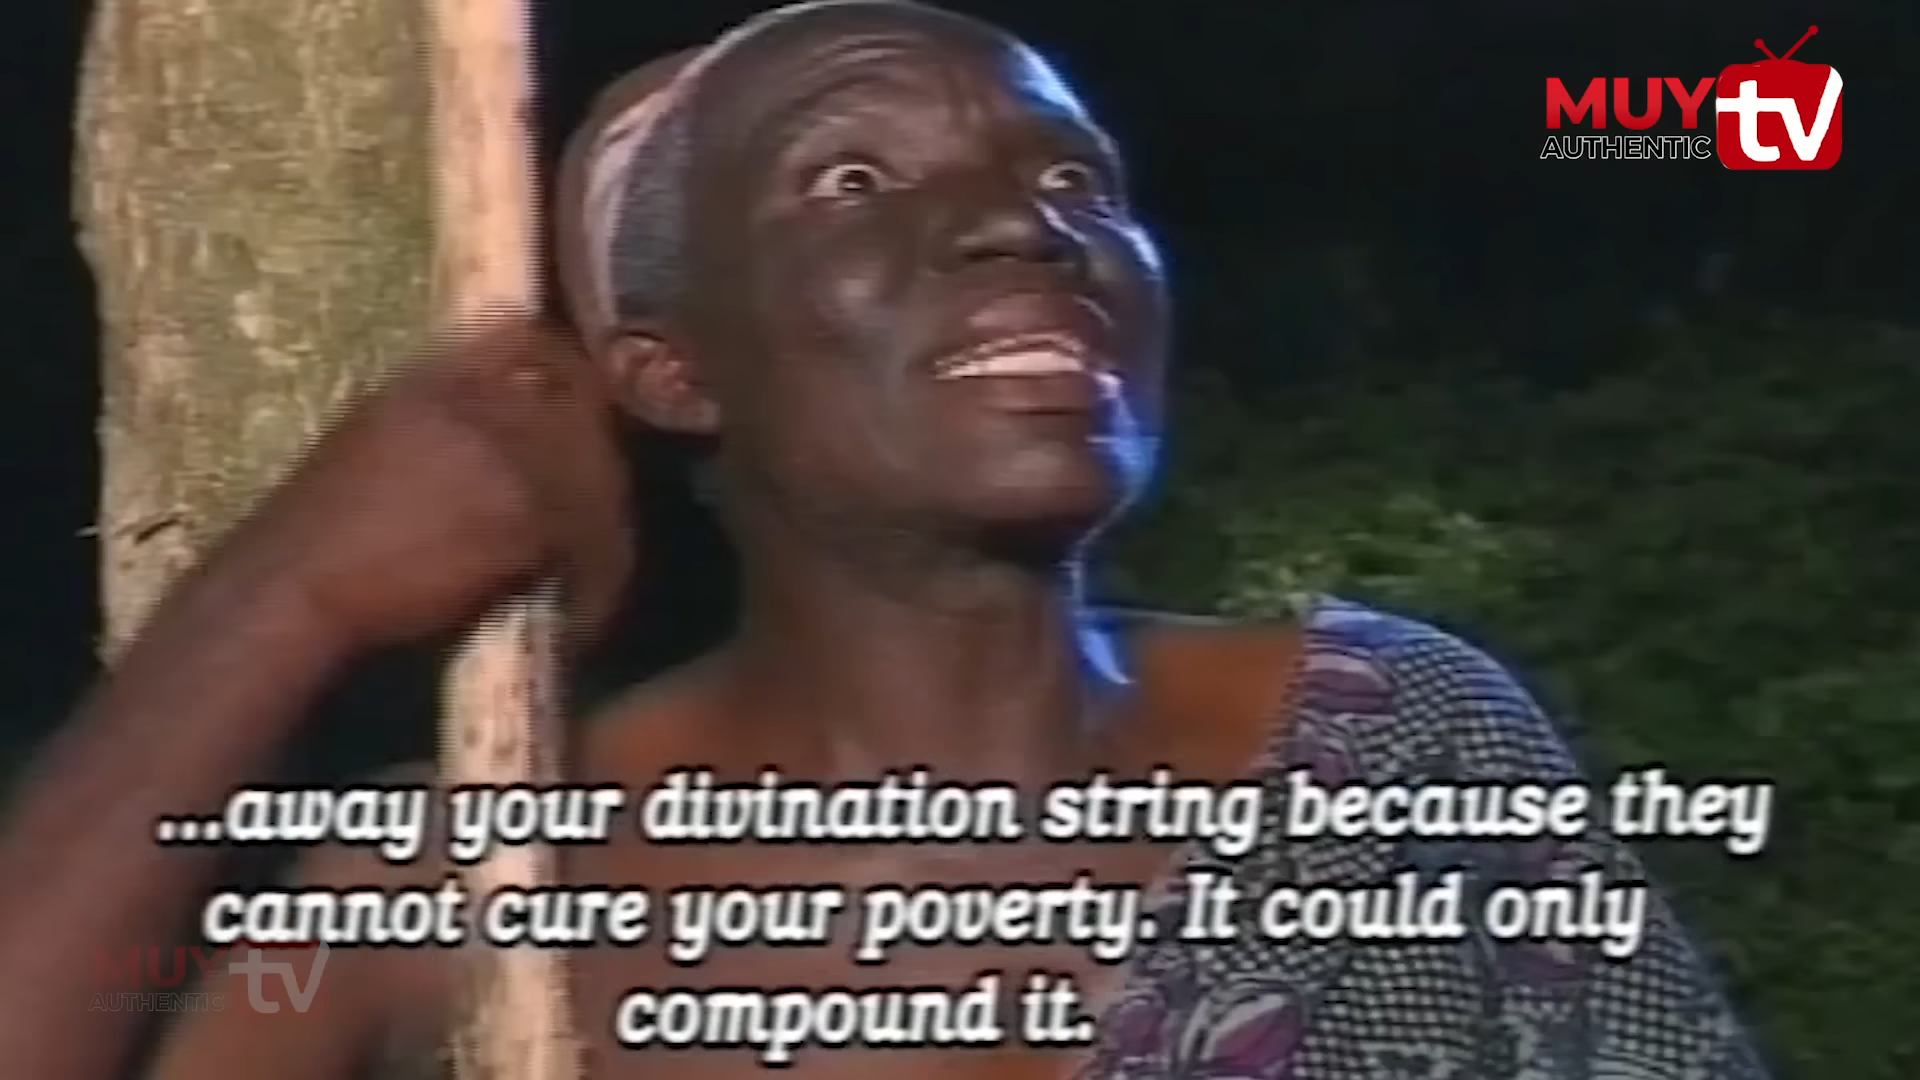 MUY tv
AUTHENTIC
...away your divination string because they
cannot cure your poverty. It could only
compound it.
MUY tv
AUTHENTIC